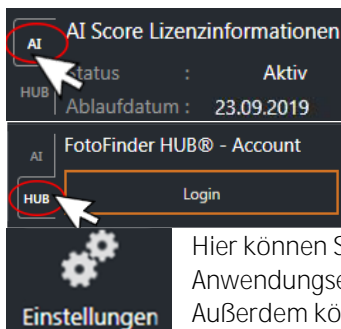 AI
AI Score Lizenzinformationen
Status : Aktiv
HUB
Ablaufdatum : 23.09.2019
FotoFinder HUB® - Account
AI
HUB
Login
Hier können S
Anwendungse
Außerdem kö
Einstellungen